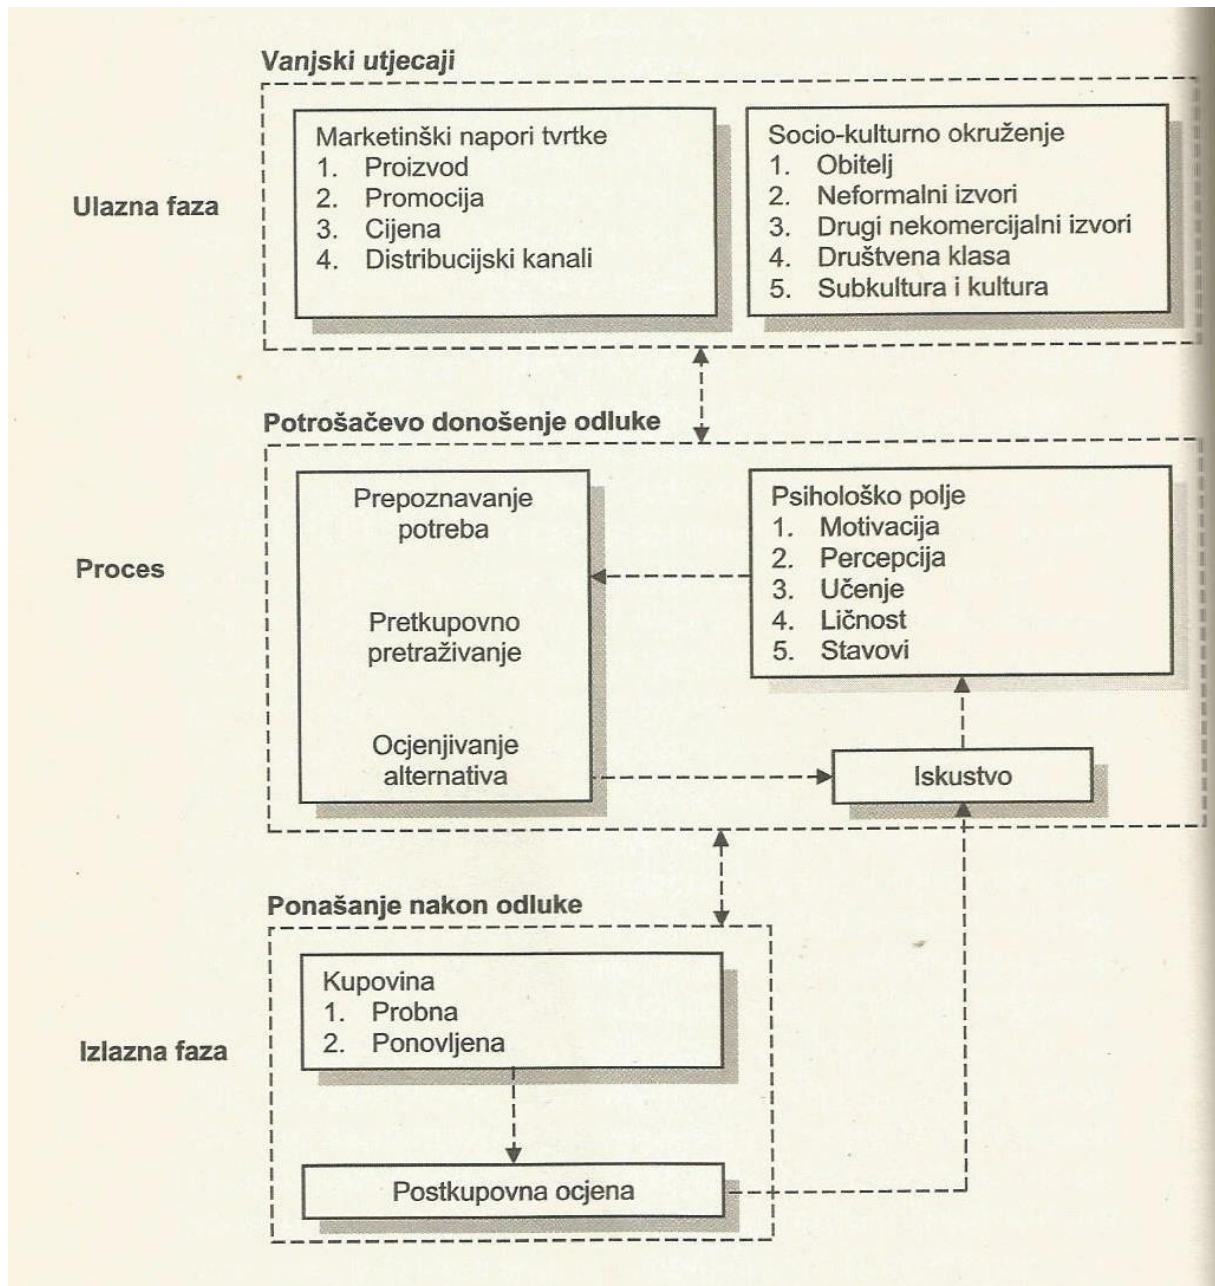 Vanjski utjecaji
Ulazna faza
Marketinški napori tvrtke
1. Proizvod
2. Promocija
3. Cijena
4. Distribucijski kanali
Socio-kulturno okruženje
1. Obitelj
2. Neformalni izvori
3. Drugi nekomercijalni izvori
4. Društvena klasa
5. Subkultura i kultura
Potrošačevo donošenje odluke
Proces
Prepoznavanje
potreba
Pretkupovno
pretraživanje
Ocjenjivanje
alternativa
Psihološko polje
1. Motivacija
2. Percepcija
3. Učenje
4. Ličnost
5. Stavovi
Iskustvo
Ponašanje nakon odluke
Izlazna faza
Kupovina
1. Probna
2. Ponovljena
Postkupovna ocjena